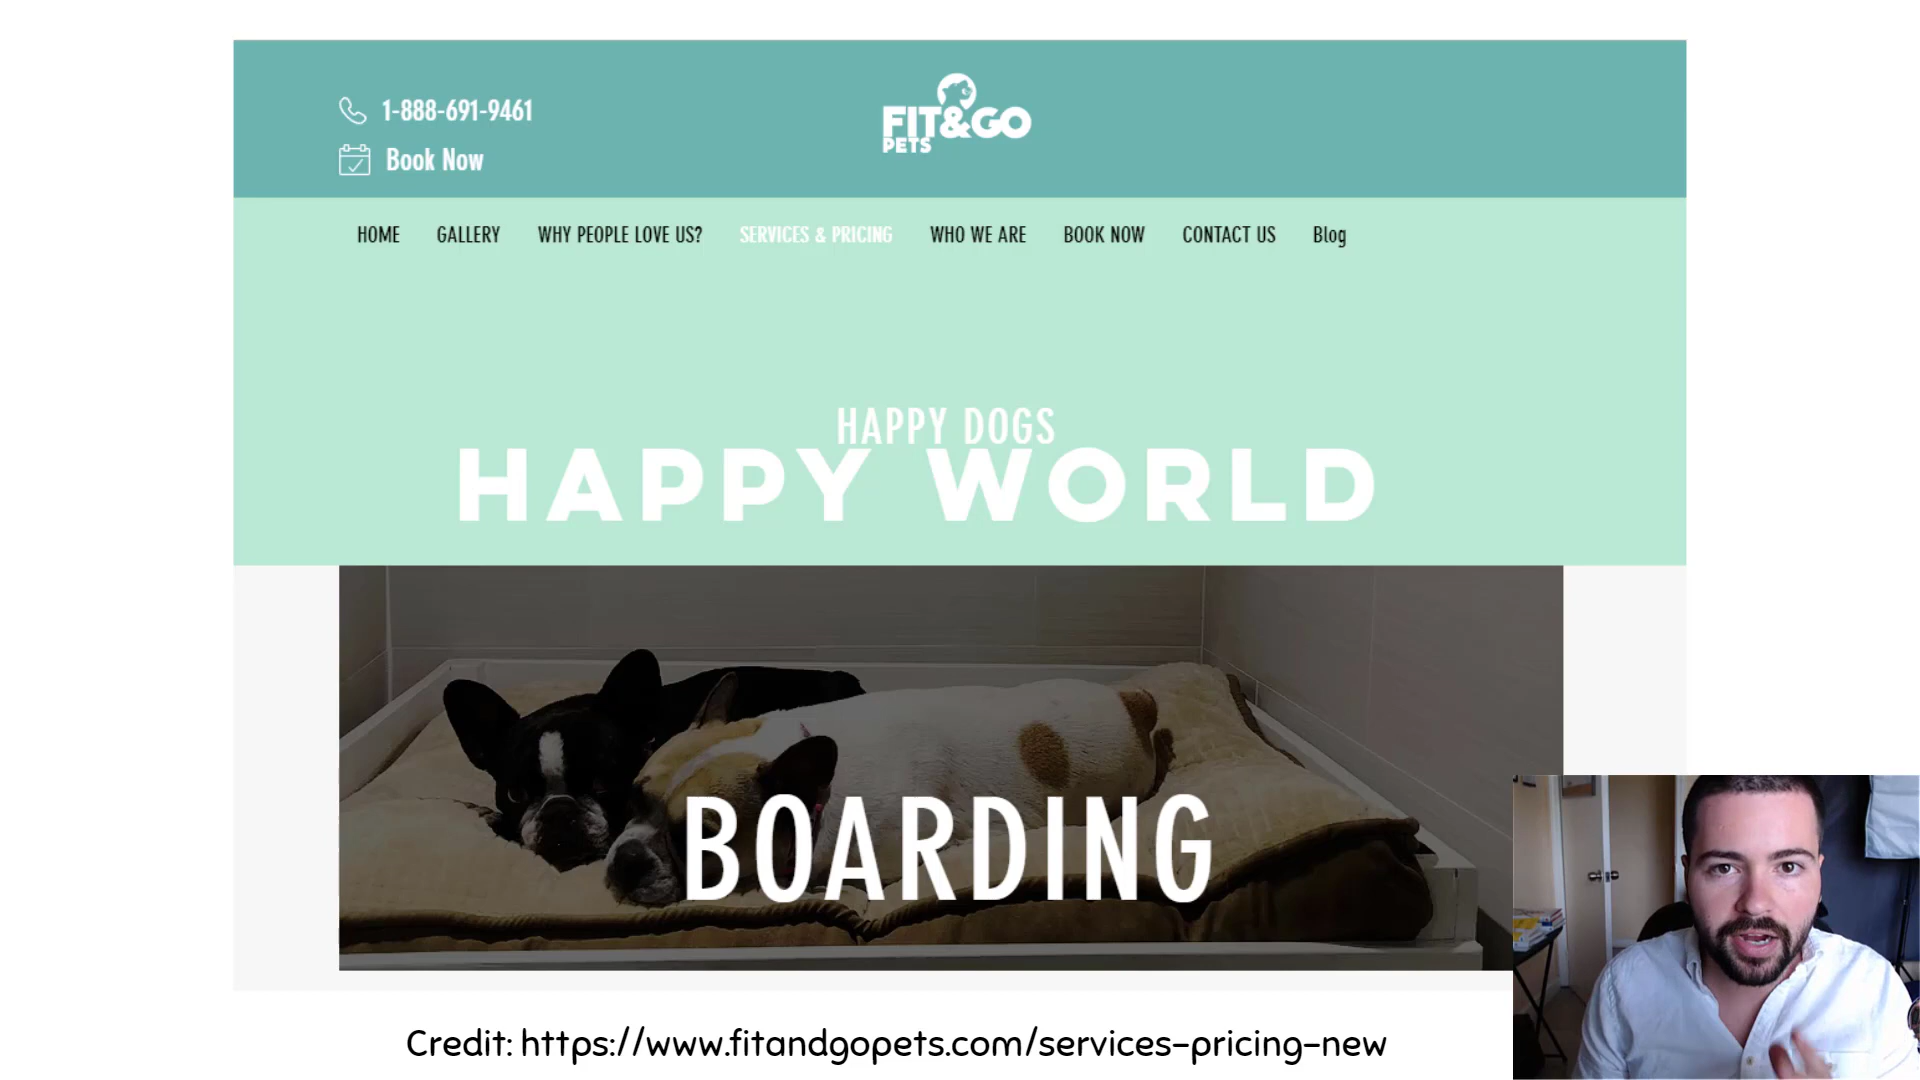 1-888-691-9461
Book Now
FIT&GO
PETS
HOME GALLERY WHY PEOPLE LOVE US? SERVICES & PRICING WHO WE ARE BOOK NOW CONTACT US Blog
HAPPY DOGS
HAPPY WORLD
BOARDING
Credit: https://www.fitandgopets.com/services-pricing-new